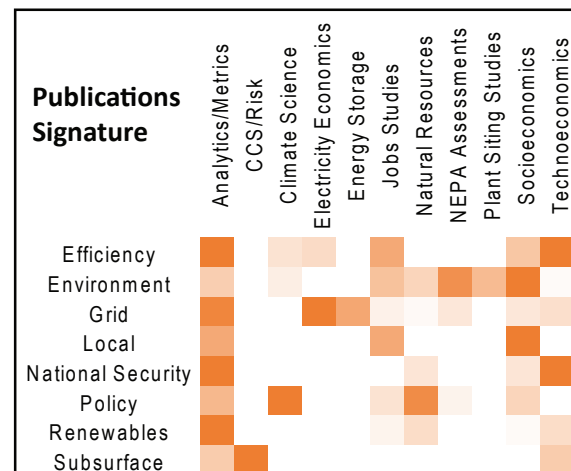 Publications
Signature
Analytics/Metrics
CCS/Risk
Climate Science
Electricity Economics
Energy Storage
Jobs Studies
Natural Resources
NEPA Assessments
Plant Siting Studies
Socioeconomics
Technoeconomics
Efficiency
Environment
Grid
Local
National Security
Policy
Renewables
Subsurface